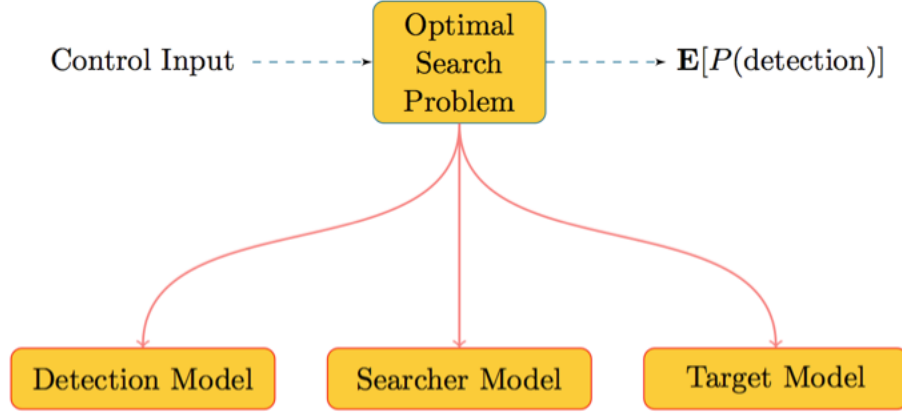 Optimal
Control Input
Search
E[P(detection)]
Problem
Detection Model
Searcher Model
Target Model